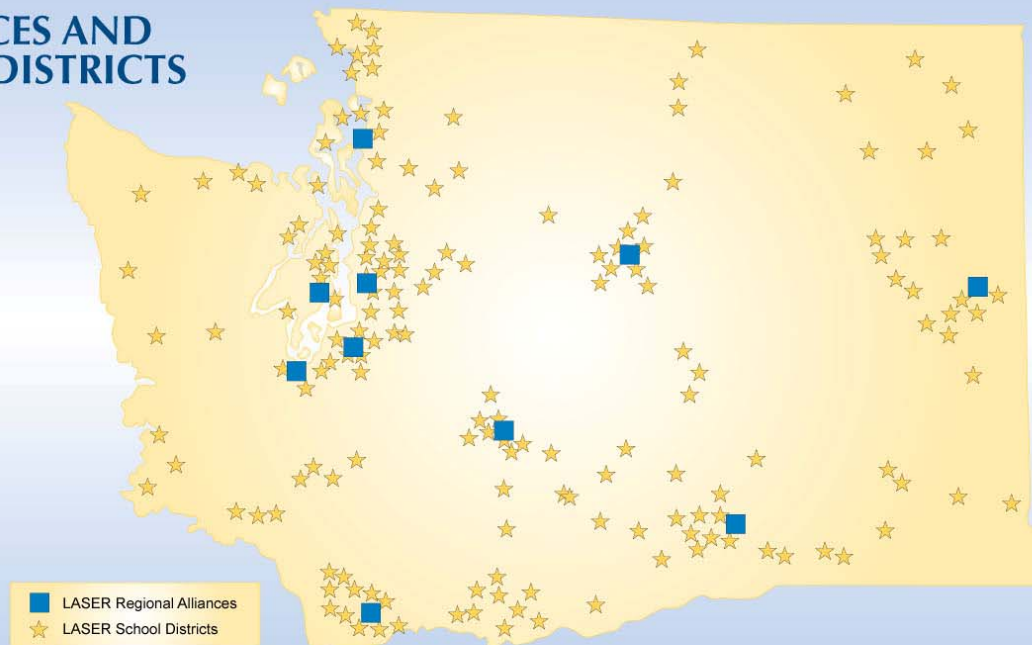 CES AND
DISTRICTS
LASER Regional Alliances
LASER School Districts